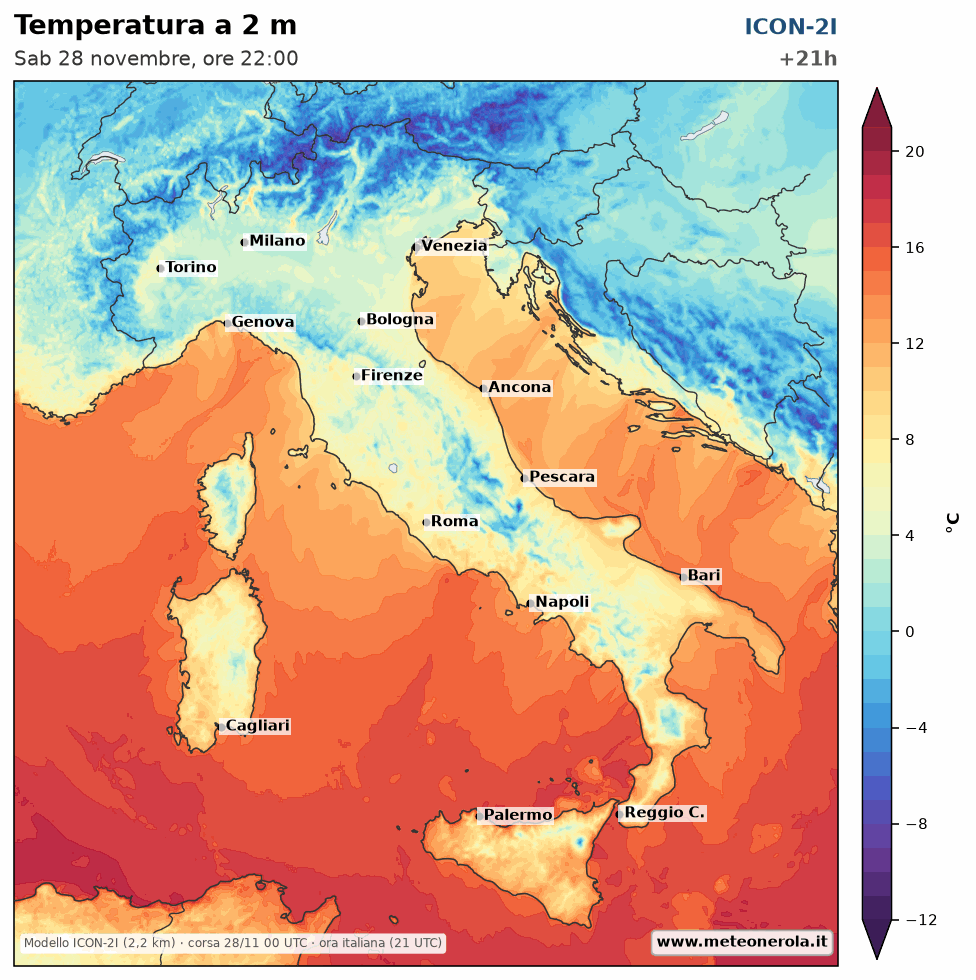 Temperatura a 2 m
ICON-2I
Sab 28 novembre, ore 22:00
+21h
20
16
12
8
4
0
−4
−8
−12
°C
Milano
Venezia
Torino
Genova
Bologna
Firenze
Ancona
Pescara
Roma
Bari
Napoli
Cagliari
Palermo
Reggio C.
Modello ICON-2I (2,2 km) · corsa 28/11 00 UTC · ora italiana (21 UTC)
www.meteonerola.it